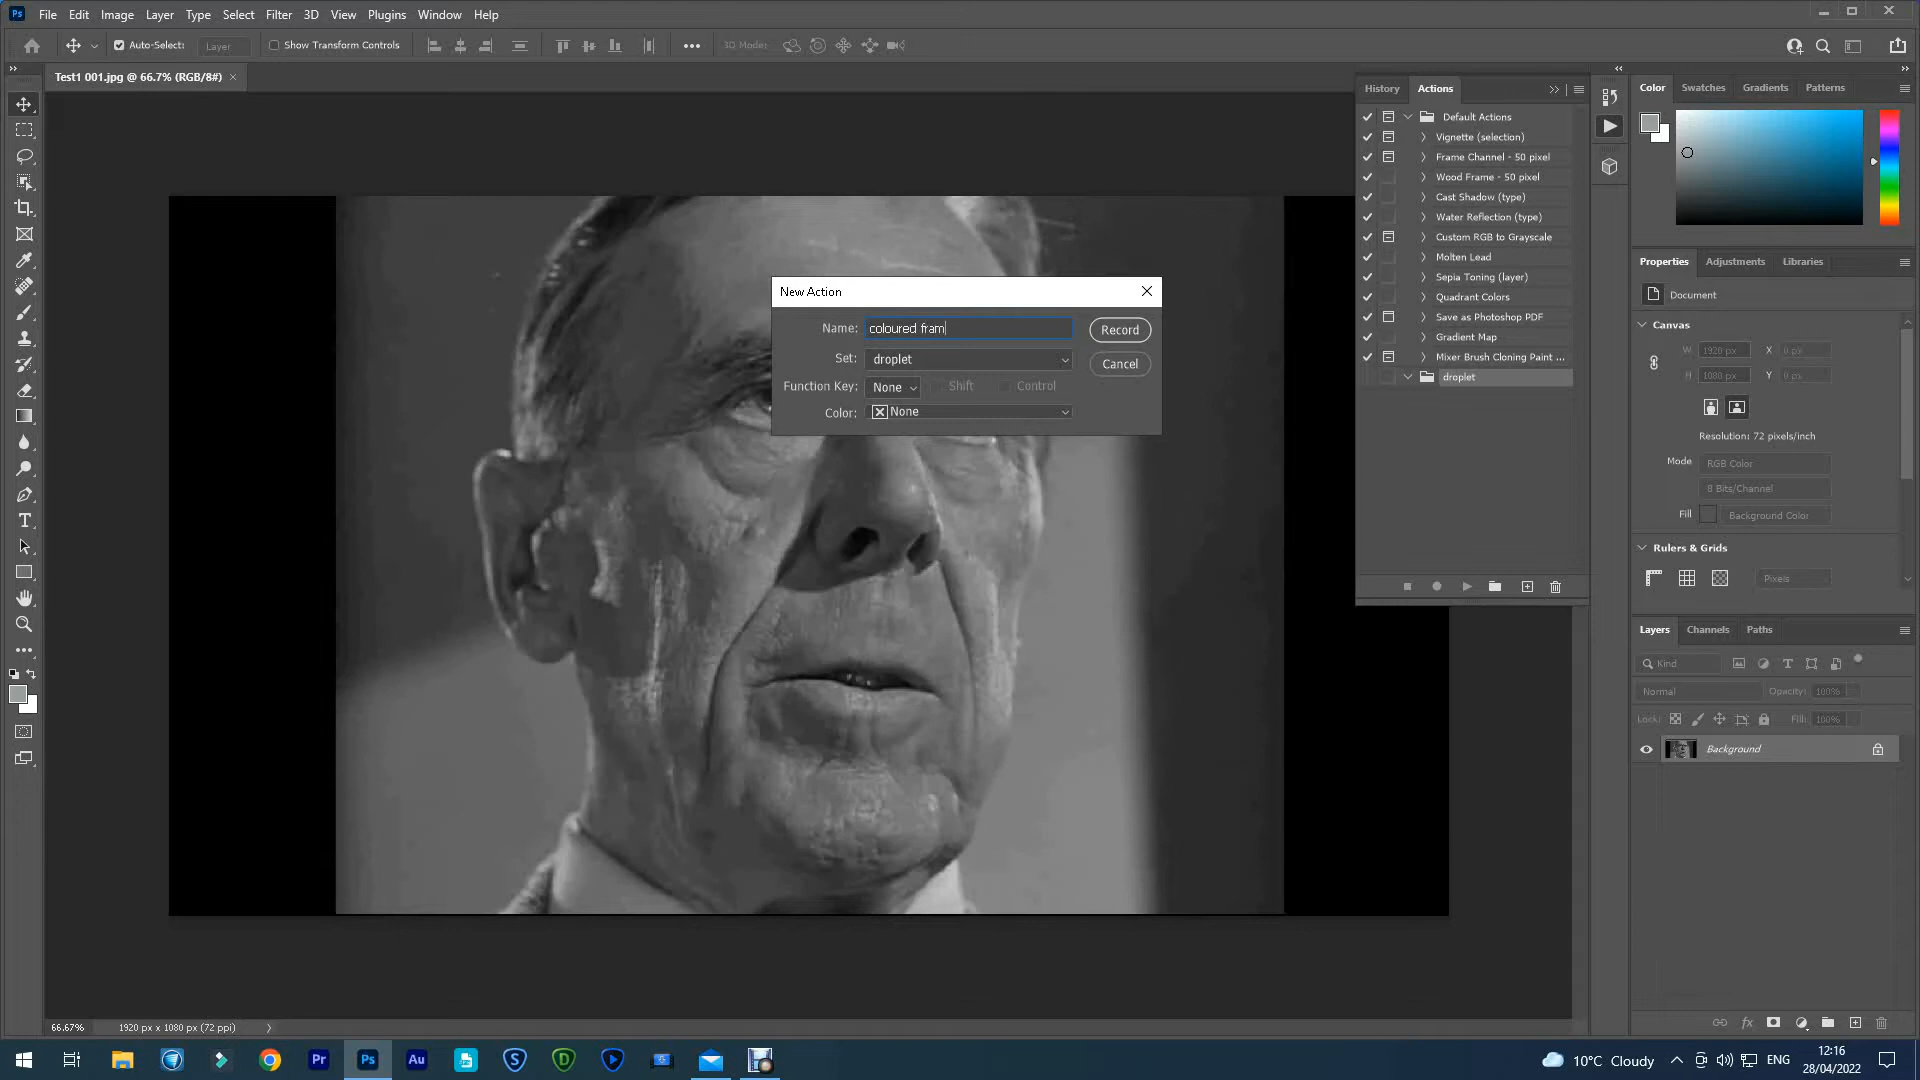 Ps File Edit Image Layer Type Select Filter 3D View Plugins Window Help
Auto-Select: Layer Show Transform Controls 3D Mode:
Test1 001.jpg @ 66.7% (RGB/8#)
History Actions
Default Actions
Vignette (selection)
Frame Channel - 50 pixel
Wood Frame - 50 pixel
Cast Shadow (type)
Water Reflection (type)
Custom RGB to Grayscale
Molten Lead
Sepia Toning (layer)
Quadrant Colors
Save as Photoshop PDF
Gradient Map
Mixer Brush Cloning Paint ...
droplet
New Action
Name: coloured fram
Record
Set: droplet
Cancel
Function Key: None Shift Control
Color: None
Color Swatches Gradients Patterns
Properties Adjustments Libraries
Document
Canvas
W 1920 px X 0 px
H 1080 px Y 0 px
Resolution: 72 pixels/inch
Mode RGB Color
8 Bits/Channel
Fill Background Color
Rulers & Grids
Pixels
Layers Channels Paths
Kind
Normal Opacity: 100%
Lock: Fill: 100%
Background
66.67% 1920 px x 1080 px (72 ppi)
Pr Ps Au S D
10°C Cloudy ENG 12:16
28/04/2022